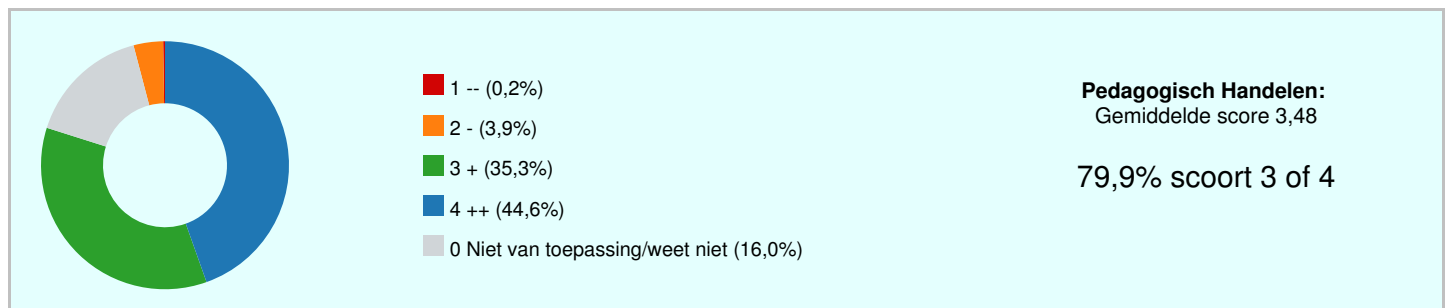 1 -- (0,2%)
2 - (3,9%)
3 + (35,3%)
4 ++ (44,6%)
0 Niet van toepassing/weet niet (16,0%)
Pedagogisch Handelen:
Gemiddelde score 3,48
79,9% scoort 3 of 4